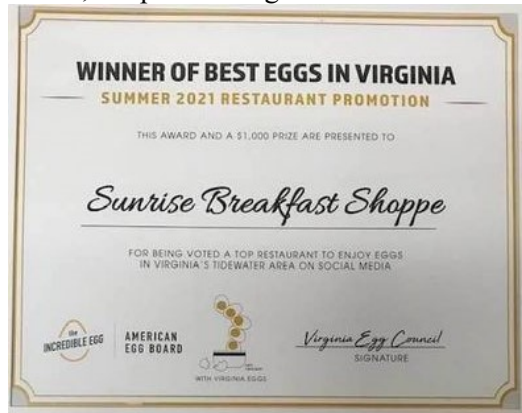 WINNER OF BEST EGGS IN VIRGINIA
SUMMER 2021 RESTAURANT PROMOTION
THIS AWARD AND A $1,000 PRIZE ARE PRESENTED TO
Sunrise Breakfast Shoppe
FOR BEING VOTED A TOP RESTAURANT TO ENJOY EGGS
IN VIRGINIA'S TIDEWATER AREA ON SOCIAL MEDIA
the
INCREDIBLE EGG
AMERICAN
EGG BOARD
WITH VIRGINIA EGGS
Virginia Egg Council
SIGNATURE